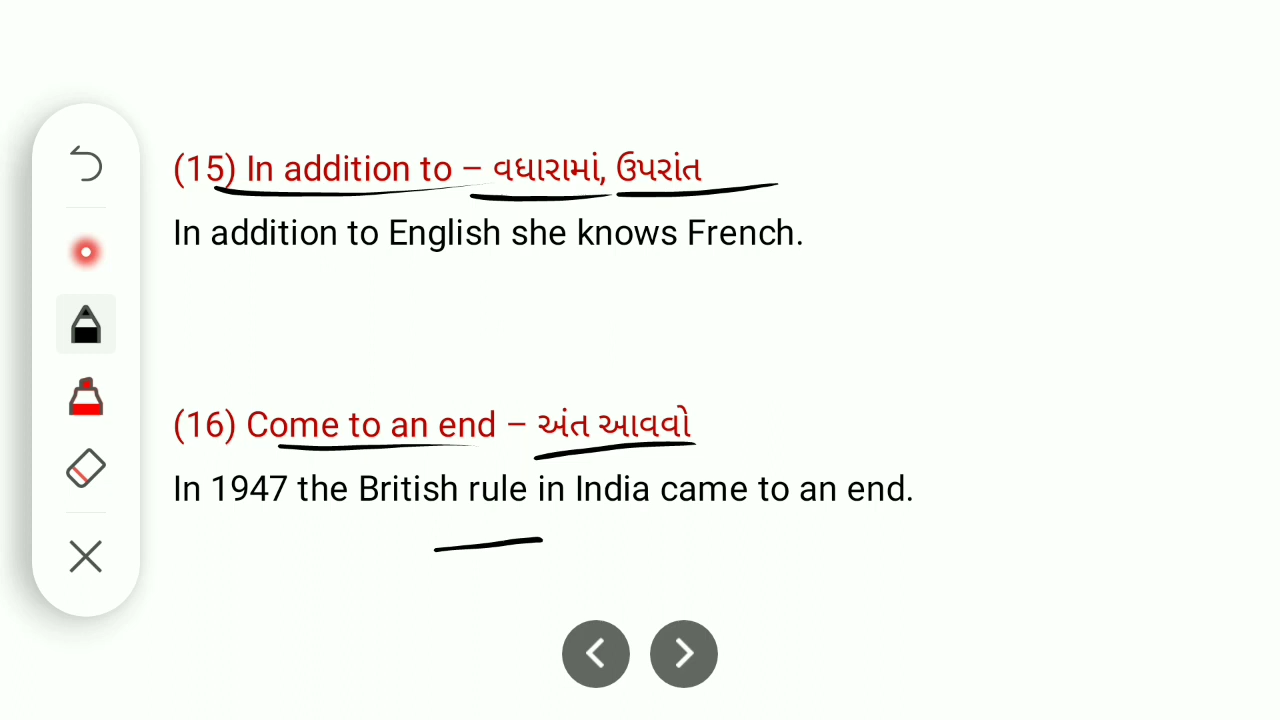 (15) In addition to – વધારામાં, ઉપરાંત
In addition to English she knows French.
(16) Come to an end – અંત આવવો
In 1947 the British rule in India came to an end.